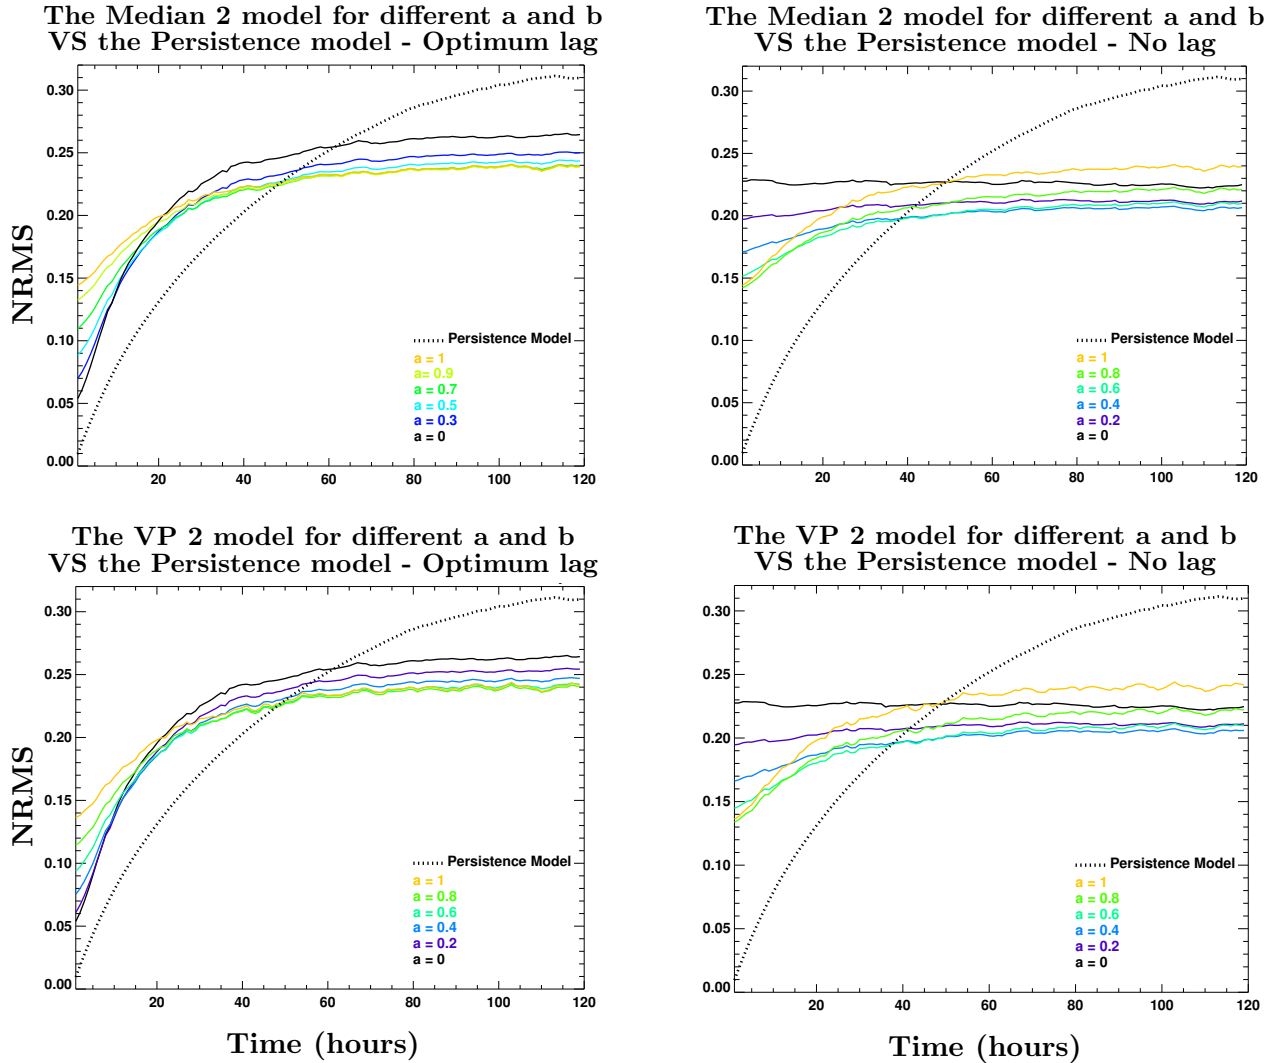 The Median 2 model for different a and b
VS the Persistence model - Optimum lag
0.30
0.25
0.20
0.15
0.10
0.05
0.00
20
40
60
80
100
120
NRMS
Persistence Model
a = 1
a= 0.9
a = 0.7
a = 0.5
a = 0.3
a = 0
The Median 2 model for different a and b
VS the Persistence model - No lag
0.30
0.25
0.20
0.15
0.10
0.05
0.00
20
40
60
80
100
120
Persistence Model
a = 1
a = 0.8
a = 0.6
a = 0.4
a = 0.2
a = 0
The VP 2 model for different a and b
VS the Persistence model - Optimum lag
0.30
0.25
0.20
0.15
0.10
0.05
0.00
20
40
60
80
100
120
NRMS
Time (hours)
Persistence Model
a = 1
a = 0.8
a = 0.6
a = 0.4
a = 0.2
a = 0
The VP 2 model for different a and b
VS the Persistence model - No lag
0.30
0.25
0.20
0.15
0.10
0.05
0.00
20
40
60
80
100
120
Time (hours)
Persistence Model
a = 1
a = 0.8
a = 0.6
a = 0.4
a = 0.2
a = 0